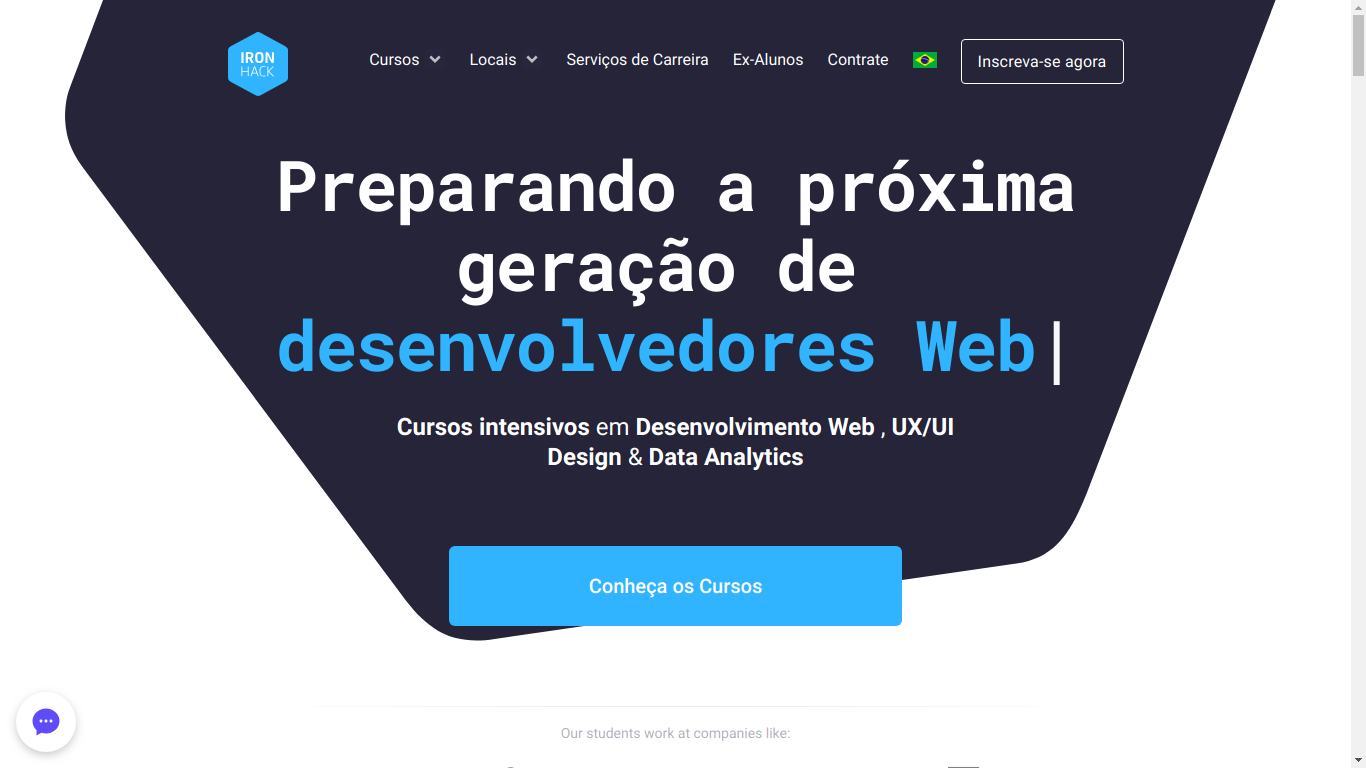 IRON
HACK
Cursos
Locais
Serviços de Carreira
Ex-Alunos
Contrate
Inscreva-se agora
Preparando a próxima
geração de
desenvolvedores Web|
Cursos intensivos em Desenvolvimento Web , UX/UI
Design & Data Analytics
Conheça os Cursos
Our students work at companies like: